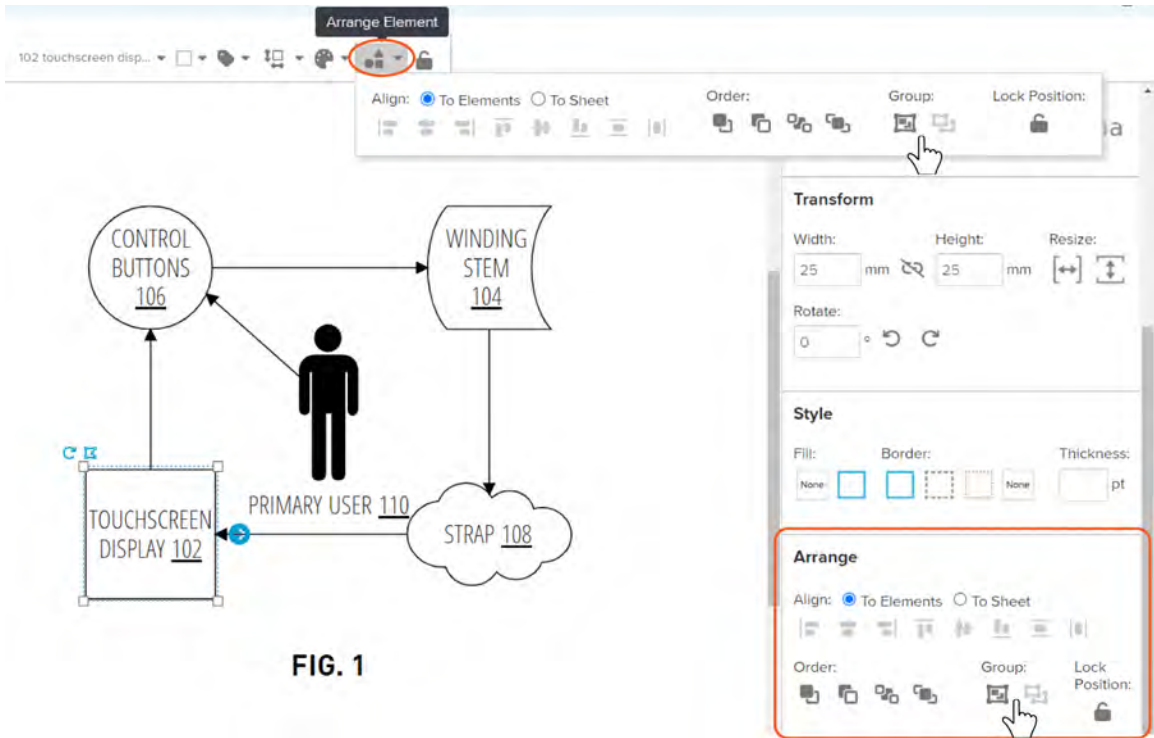 Arrange Element
102 touchscreen disp...
Align: To Elements To Sheet
Order:
Group:
Lock Position:
a
Transform
Width:
Height:
Resize:
25 mm
25 mm
Rotate:
0 °
Style
Fill:
Border:
Thickness:
None
None
pt
Arrange
Align: To Elements To Sheet
Order:
Group:
Lock
Position:
CONTROL
BUTTONS
106
WINDING
STEM
104
PRIMARY USER 110
TOUCHSCREEN
DISPLAY 102
STRAP 108
FIG. 1